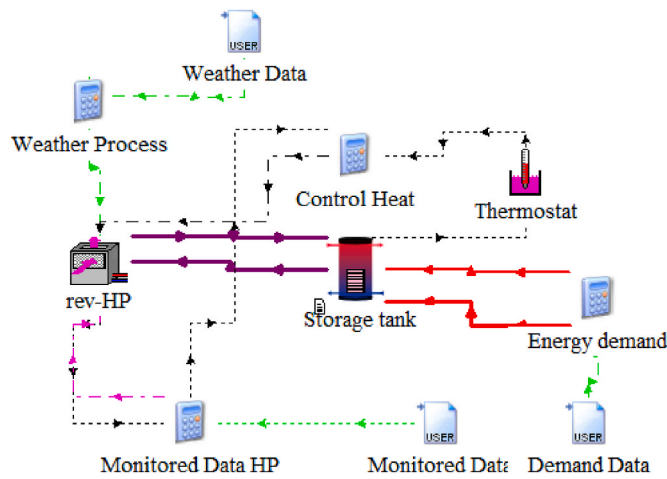 USER
Weather Data
Weather Process
Control Heat
Thermostat
rev-HP
Storage tank
Energy demand
USER
USER
Monitored Data HP
Monitored Data
Demand Data